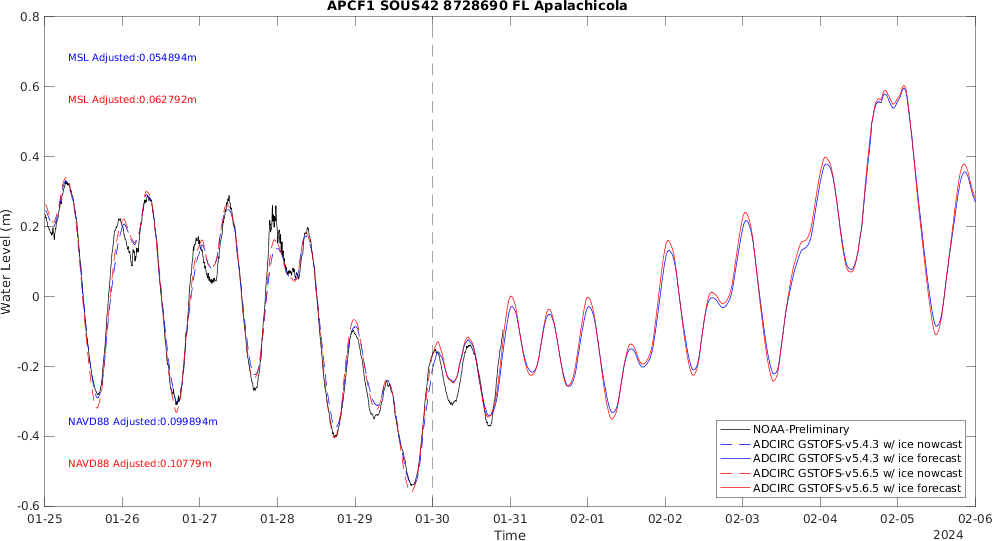 APCF1 SOUS42 8728690 FL Apalachicola
0.8
0.6
0.4
0.2
0
-0.2
-0.4
-0.6
Water Level (m)
MSL Adjusted:0.054894m
MSL Adjusted:0.062792m
NAVD88 Adjusted:0.099894m
NAVD88 Adjusted:0.10779m
NOAA-Preliminary
ADCIRC GSTOFS-v5.4.3 w/ ice nowcast
ADCIRC GSTOFS-v5.4.3 w/ ice forecast
ADCIRC GSTOFS-v5.6.5 w/ ice nowcast
ADCIRC GSTOFS-v5.6.5 w/ ice forecast
01-25 01-26 01-27 01-28 01-29 01-30 01-31 02-01 02-02 02-03 02-04 02-05 02-06
Time
2024